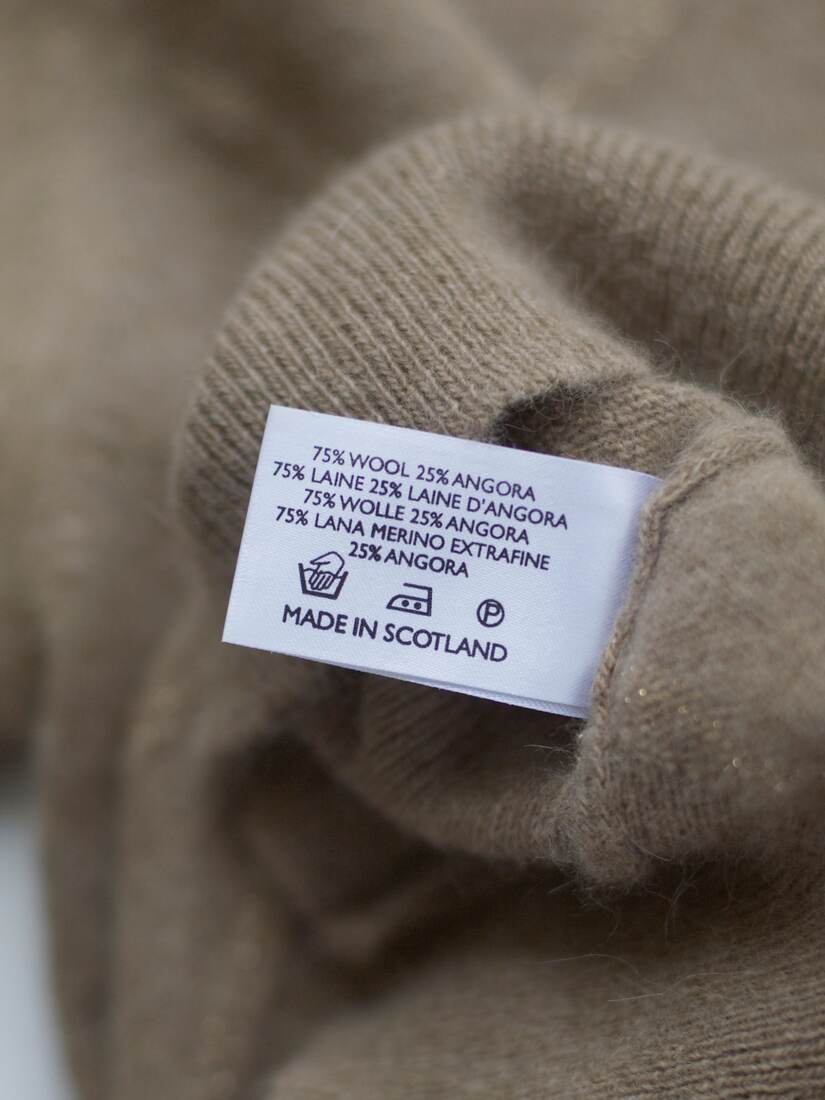 75% WOOL 25% ANGORA
75% LAINE 25% LAINE D'ANGORA
75% WOLLE 25% ANGORA
75% LANA MERINO EXTRAFINE
25% ANGORA
P
MADE IN SCOTLAND